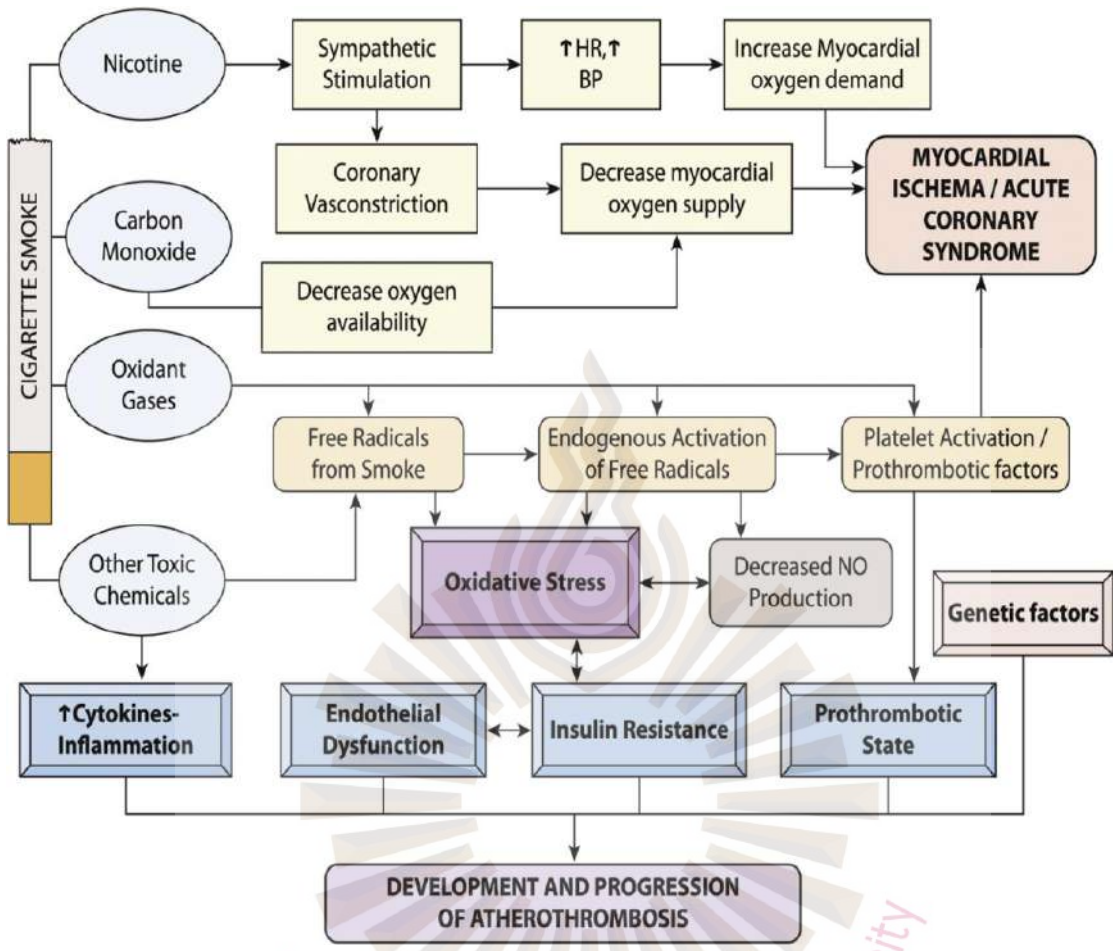 CIGARETTE SMOKE
Nicotine
Sympathetic
Stimulation
↑HR,↑
BP
Increase Myocardial
oxygen demand
Coronary
Vasconstriction
Decrease myocardial
oxygen supply
MYOCARDIAL
ISCHEMA / ACUTE
CORONARY
SYNDROME
Carbon
Monoxide
Decrease oxygen
availability
Oxidant
Gases
Free Radicals
from Smoke
Endogenous Activation
of Free Radicals
Platelet Activation /
Prothrombotic factors
Other Toxic
Chemicals
Oxidative Stress
Decreased NO
Production
Genetic factors
↑Cytokines-
Inflammation
Endothelial
Dysfunction
Insulin Resistance
Prothrombotic
State
DEVELOPMENT AND PROGRESSION
OF ATHEROTHROMBOSIS